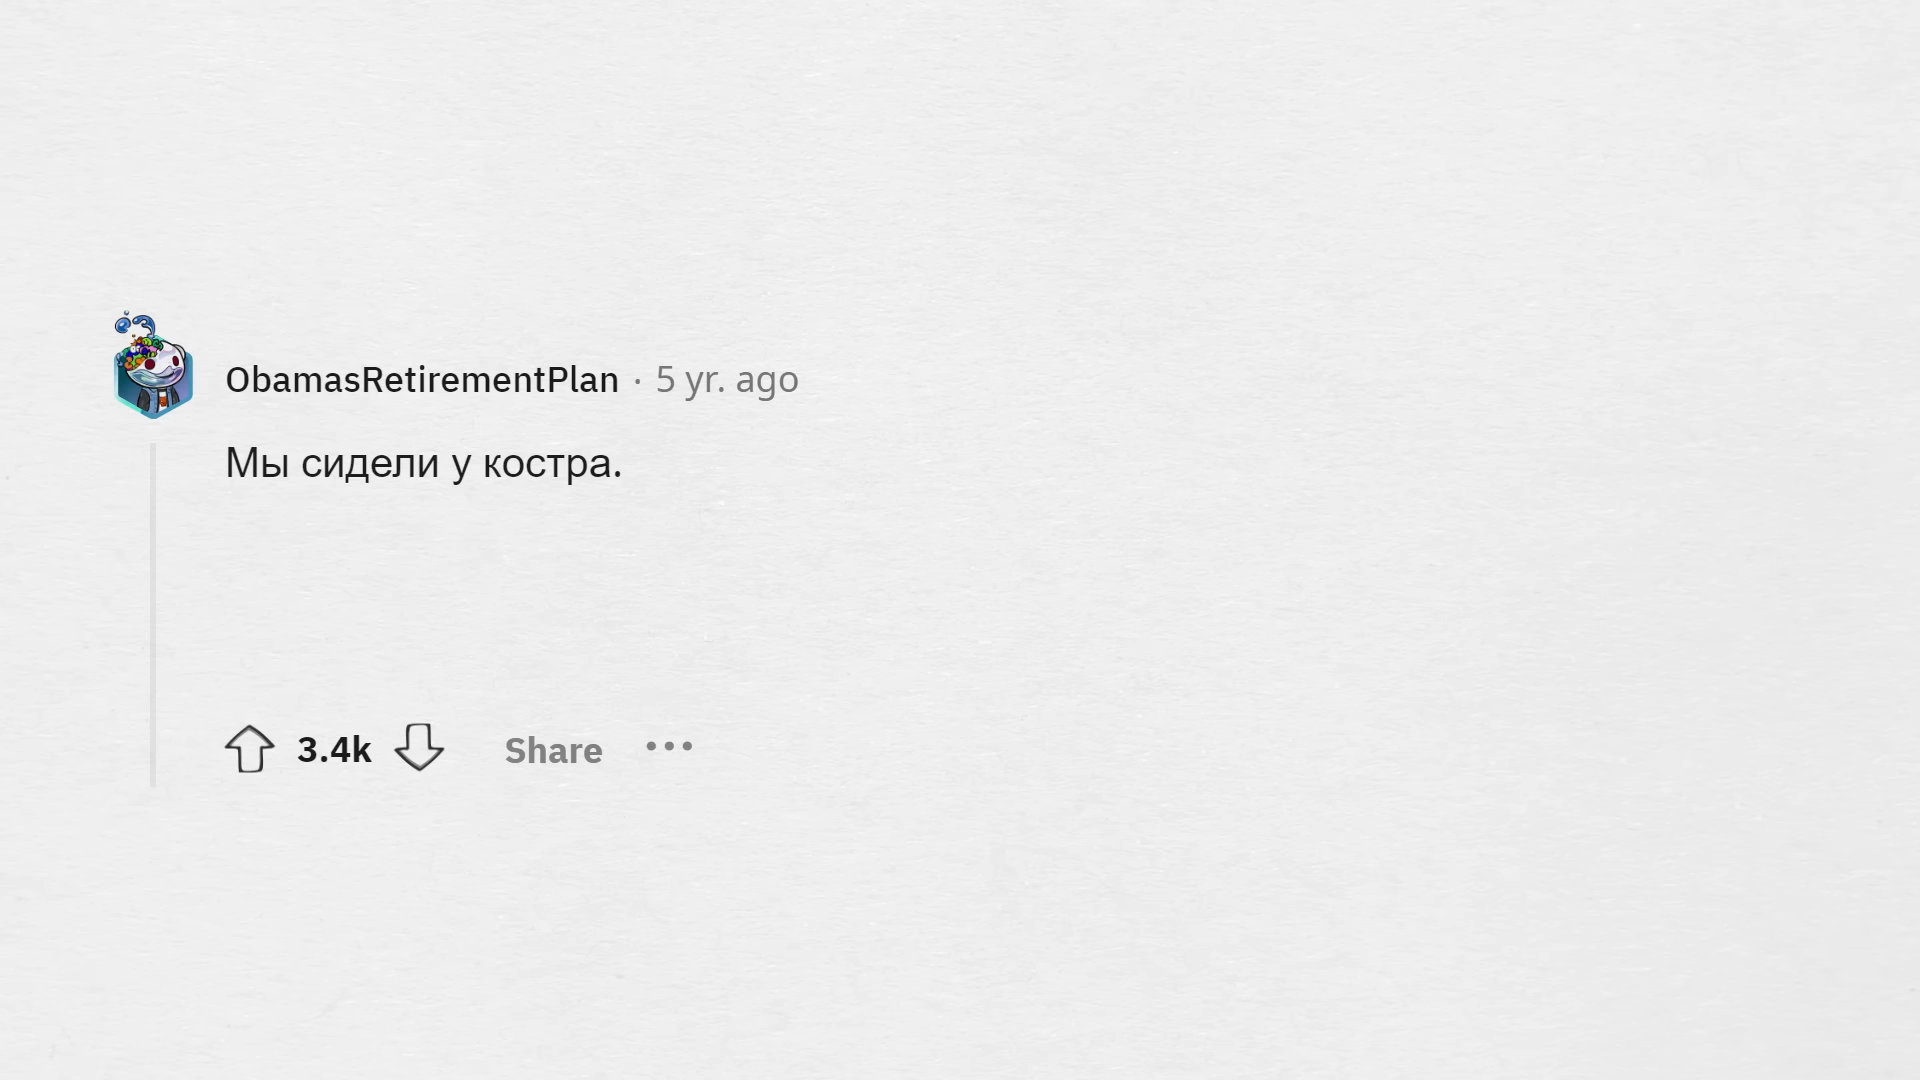 ObamasRetirementPlan · 5 yr. ago
Мы сидели у костра.
3.4k Share ...